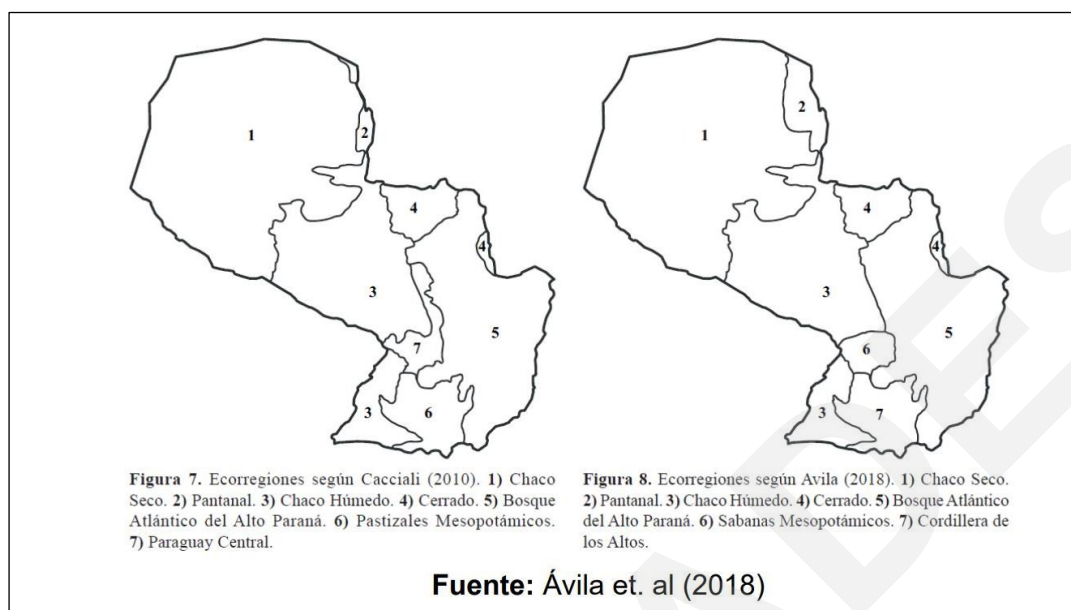 1
2
3
4
4
5
7
3
6
1
2
3
4
4
5
6
3
7
Figura 7. Ecorregiones según Cacciali (2010). 1) Chaco
Seco. 2) Pantanal. 3) Chaco Húmedo. 4) Cerrado. 5) Bosque
Atlántico del Alto Paraná. 6) Pastizales Mesopotámicos.
7) Paraguay Central.
Figura 8. Ecorregiones según Avila (2018). 1) Chaco Seco.
2) Pantanal. 3) Chaco Húmedo. 4) Cerrado. 5) Bosque Atlántico
del Alto Paraná. 6) Sabanas Mesopotámicos. 7) Cordillera de
los Altos.
Fuente: Ávila et. al (2018)